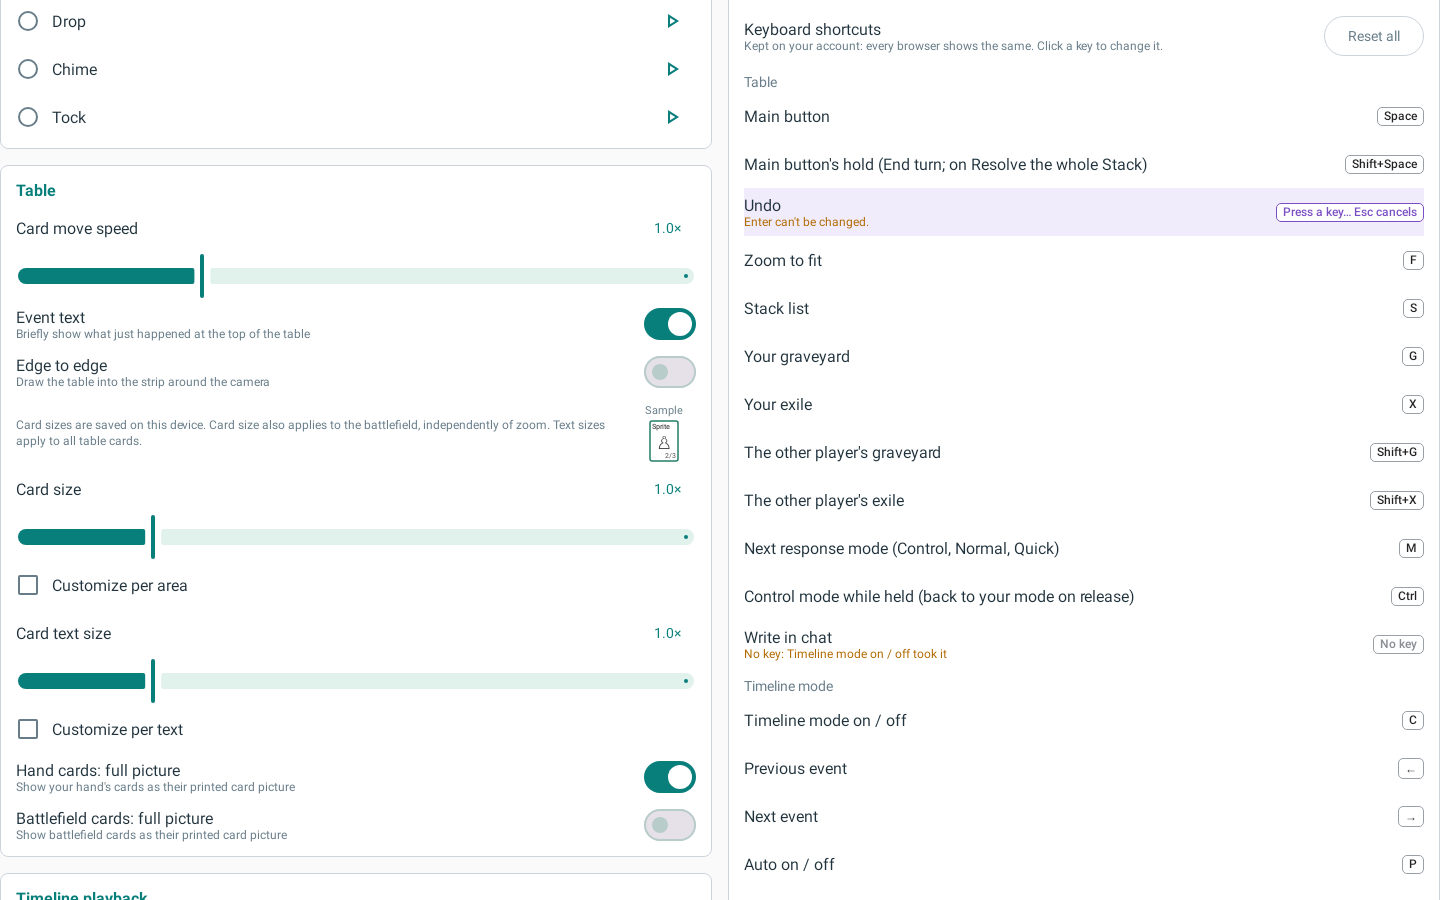 Drop
Chime
Tock
Table
Card move speed
1.0×
Event text
Briefly show what just happened at the top of the table
Edge to edge
Draw the table into the strip around the camera
Card sizes are saved on this device. Card size also applies to the battlefield, independently of zoom. Text sizes
apply to all table cards.
Sample
Sprite
2/3
Card size
1.0×
Customize per area
Card text size
1.0×
Customize per text
Hand cards: full picture
Show your hand's cards as their printed card picture
Battlefield cards: full picture
Show battlefield cards as their printed card picture
Timeline playback
Keyboard shortcuts
Kept on your account: every browser shows the same. Click a key to change it.
Reset all
Table
Main button
Space
Main button's hold (End turn; on Resolve the whole Stack)
Shift+Space
Undo
Enter can't be changed.
Press a key… Esc cancels
Zoom to fit
F
Stack list
S
Your graveyard
G
Your exile
X
The other player's graveyard
Shift+G
The other player's exile
Shift+X
Next response mode (Control, Normal, Quick)
M
Control mode while held (back to your mode on release)
Ctrl
Write in chat
No key: Timeline mode on / off took it
No key
Timeline mode
Timeline mode on / off
C
Previous event
←
Next event
→
Auto on / off
P